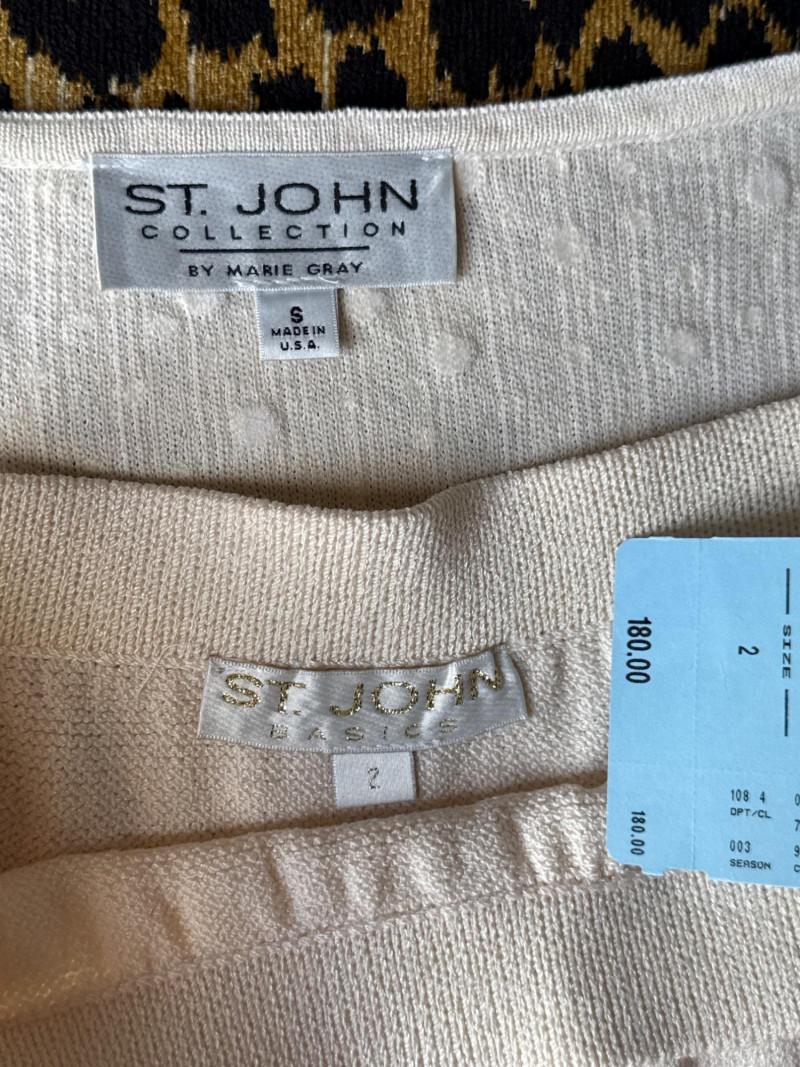 ST. JOHN
COLLECTION
BY MARIE GRAY
S
MADE IN
U.S.A.
ST. JOHN
BASICS
2
SIZE
2
180.00
108 4
DPT/CL
003
SEASON
180.00